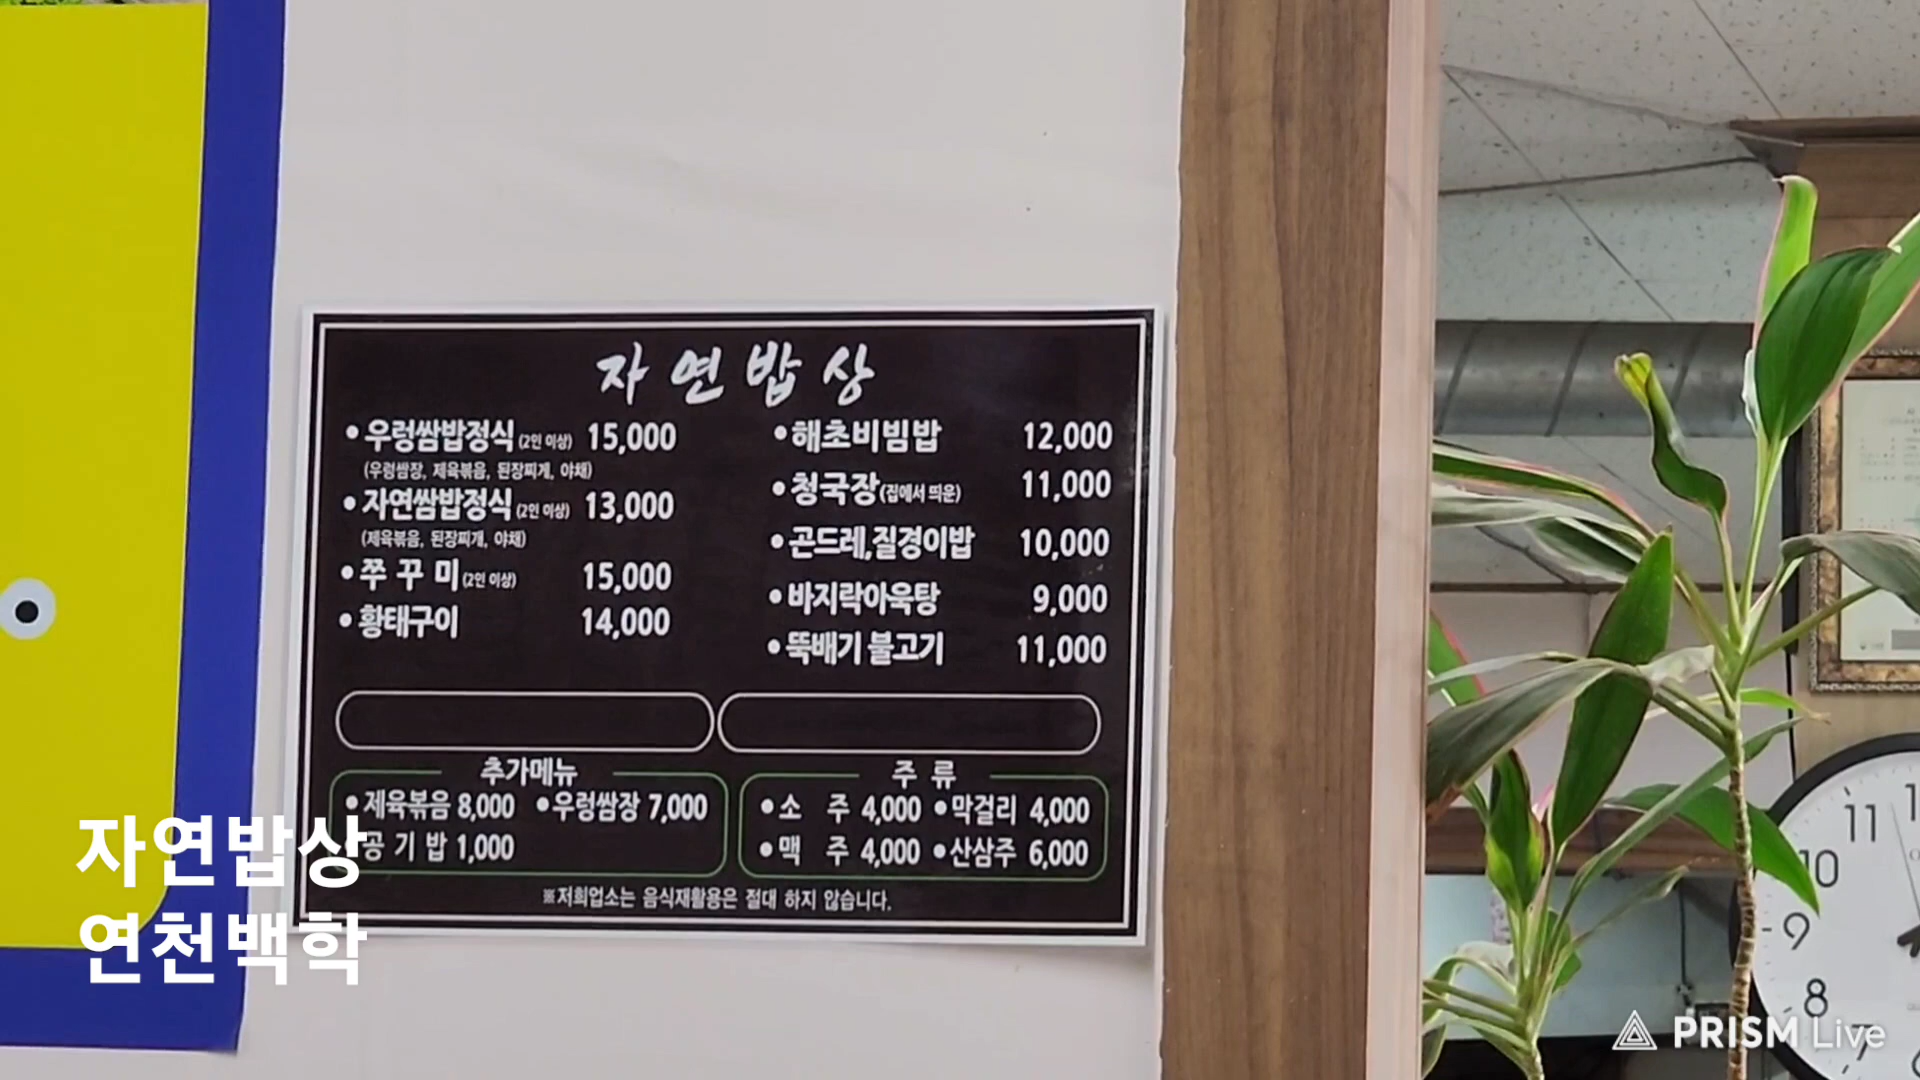 자연밥상
• 우렁쌈밥정식 (2인 이상) 15,000
(우렁쌈장, 제육볶음, 된장찌개, 야채)
• 자연쌈밥정식 (2인 이상) 13,000
(제육볶음, 된장찌개, 야채)
• 쭈 꾸 미 (2인 이상) 15,000
• 황태구이 14,000
• 해초비빔밥 12,000
• 청국장 (집에서 띄운) 11,000
• 곤드레,질경이밥 10,000
• 바지락아욱탕 9,000
• 뚝배기 불고기 11,000
추가메뉴
• 제육볶음 8,000 • 우렁쌈장 7,000
공 기 밥 1,000
주 류
• 소 주 4,000 • 막걸리 4,000
• 맥 주 4,000 • 산삼주 6,000
※저희업소는 음식재활용은 절대 하지 않습니다.
자연밥상
연천백학
11
10
9
8
7
PRISM Live